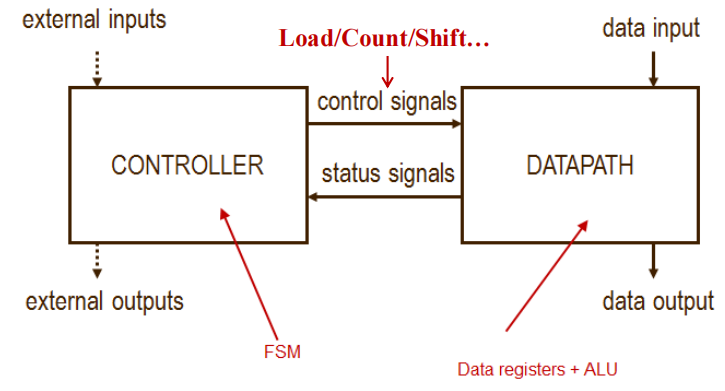 external inputs
Load/Count/Shift…
data input
control signals
CONTROLLER
status signals
DATAPATH
external outputs
data output
FSM
Data registers + ALU